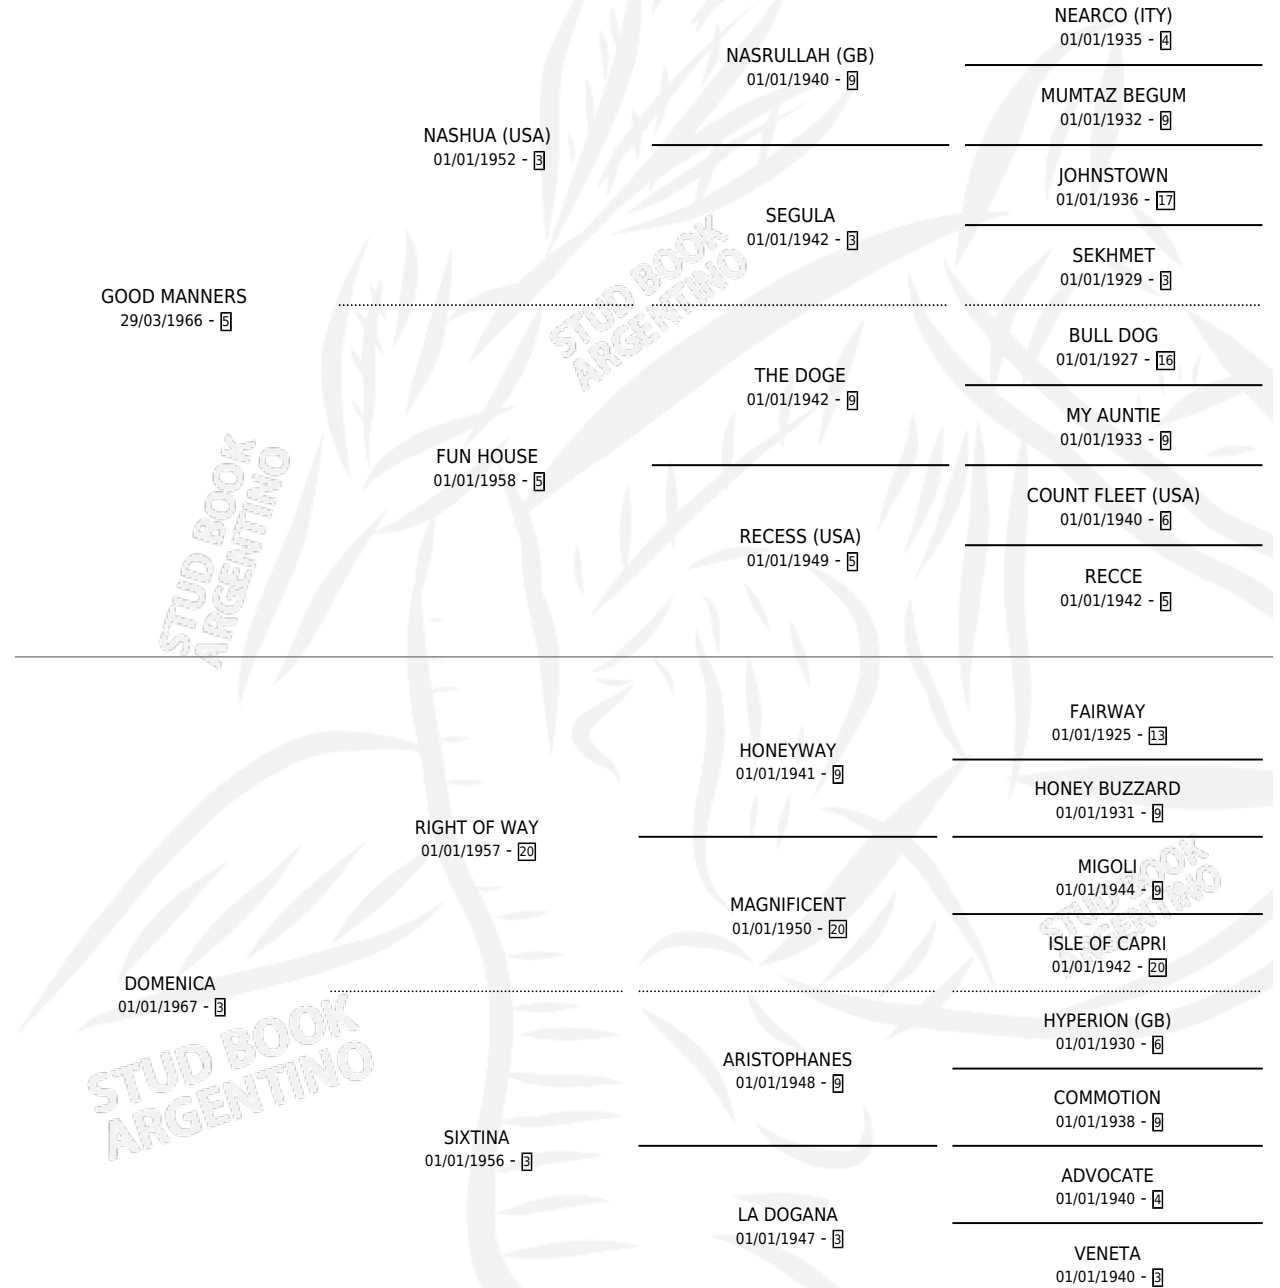 NEARCO (ITY)
01/01/1935 - 4
NASRULLAH (GB)
01/01/1940 - 9
MUMTAZ BEGUM
01/01/1932 - 9
NASHUA (USA)
01/01/1952 - 3
JOHNSTOWN
01/01/1936 - 17
SEGULA
01/01/1942 - 3
SEKHMET
01/01/1929 - 3
GOOD MANNERS
29/03/1966 - 5
BULL DOG
01/01/1927 - 16
THE DOGE
01/01/1942 - 9
MY AUNTIE
01/01/1933 - 9
FUN HOUSE
01/01/1958 - 5
COUNT FLEET (USA)
01/01/1940 - 6
RECESS (USA)
01/01/1949 - 5
RECCE
01/01/1942 - 5
FAIRWAY
01/01/1925 - 13
HONEYWAY
01/01/1941 - 9
HONEY BUZZARD
01/01/1931 - 9
RIGHT OF WAY
01/01/1957 - 20
MIGOLI
01/01/1944 - 9
MAGNIFICENT
01/01/1950 - 20
ISLE OF CAPRI
01/01/1942 - 20
DOMENICA
01/01/1967 - 3
HYPERION (GB)
01/01/1930 - 6
ARISTOPHANES
01/01/1948 - 9
COMMOTION
01/01/1938 - 9
SIXTINA
01/01/1956 - 3
ADVOCATE
01/01/1940 - 4
LA DOGANA
01/01/1947 - 3
VENETA
01/01/1940 - 3
STUD BOOK
ARGENTINO
STUD BOOK
ARGENTINO
STUD BOOK
ARGENTINO
STUD BOOK
ARGENTINO